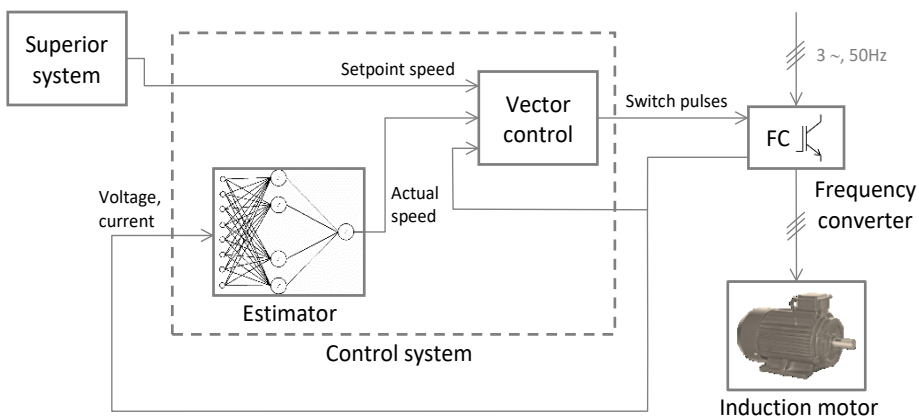 Superior
system
Setpoint speed
Vector
control
Switch pulses
3 ~, 50Hz
FC
Frequency
converter
Voltage,
current
Actual
speed
Estimator
Control system
Induction motor